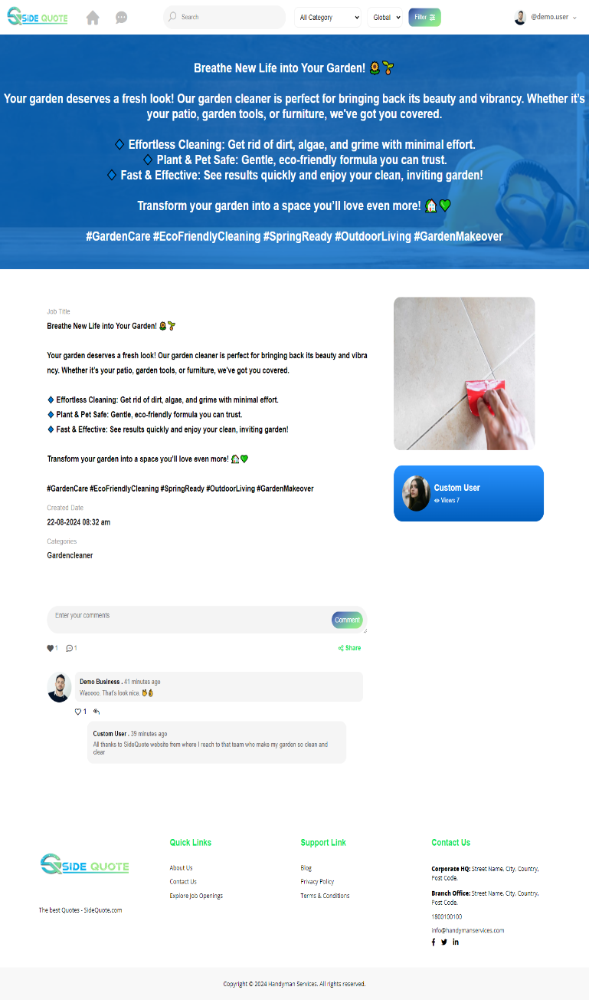 SIDE QUOTE
Search
All Category
Global
Filter
@demo.user
Breathe New Life into Your Garden! 🌻🌱
Your garden deserves a fresh look! Our garden cleaner is perfect for bringing back its beauty and vibrancy. Whether it's
your patio, garden tools, or furniture, we've got you covered.
🔹 Effortless Cleaning: Get rid of dirt, algae, and grime with minimal effort.
🔹 Plant & Pet Safe: Gentle, eco-friendly formula you can trust.
🔹 Fast & Effective: See results quickly and enjoy your clean, inviting garden!
Transform your garden into a space you'll love even more! 🏡💚
#GardenCare #EcoFriendlyCleaning #SpringReady #OutdoorLiving #GardenMakeover
Job Title
Breathe New Life into Your Garden! 🌻🌱
Your garden deserves a fresh look! Our garden cleaner is perfect for bringing back its beauty and vibra
ncy. Whether it's your patio, garden tools, or furniture, we've got you covered.
🔹 Effortless Cleaning: Get rid of dirt, algae, and grime with minimal effort.
🔹 Plant & Pet Safe: Gentle, eco-friendly formula you can trust.
🔹 Fast & Effective: See results quickly and enjoy your clean, inviting garden!
Transform your garden into a space you'll love even more! 🏡💚
#GardenCare #EcoFriendlyCleaning #SpringReady #OutdoorLiving #GardenMakeover
Created Date
22-08-2024 08:32 am
Categories
Gardencleaner
Custom User
Views 7
Enter your comments
Comment
1
1
Share
Demo Business . 41 minutes ago
Waoooo. That's look nice.
1
Custom User . 39 minutes ago
All thanks to SideQuote website frem where I reach to that team who make my garden so clean and
clear
SIDE QUOTE
The best Quotes - SideQuote.com
Quick Links
About Us
Contact Us
Explore Job Openings
Support Link
Blog
Privacy Policy
Terms & Conditions
Contact Us
Corporate HQ: Street Name. City, Country,
Post Code.
Branch Office: Street Name. City, Country,
Post Code.
1800100100
info@handymanservices.com
Copyright © 2024 Handyman Services. All rights reserved.